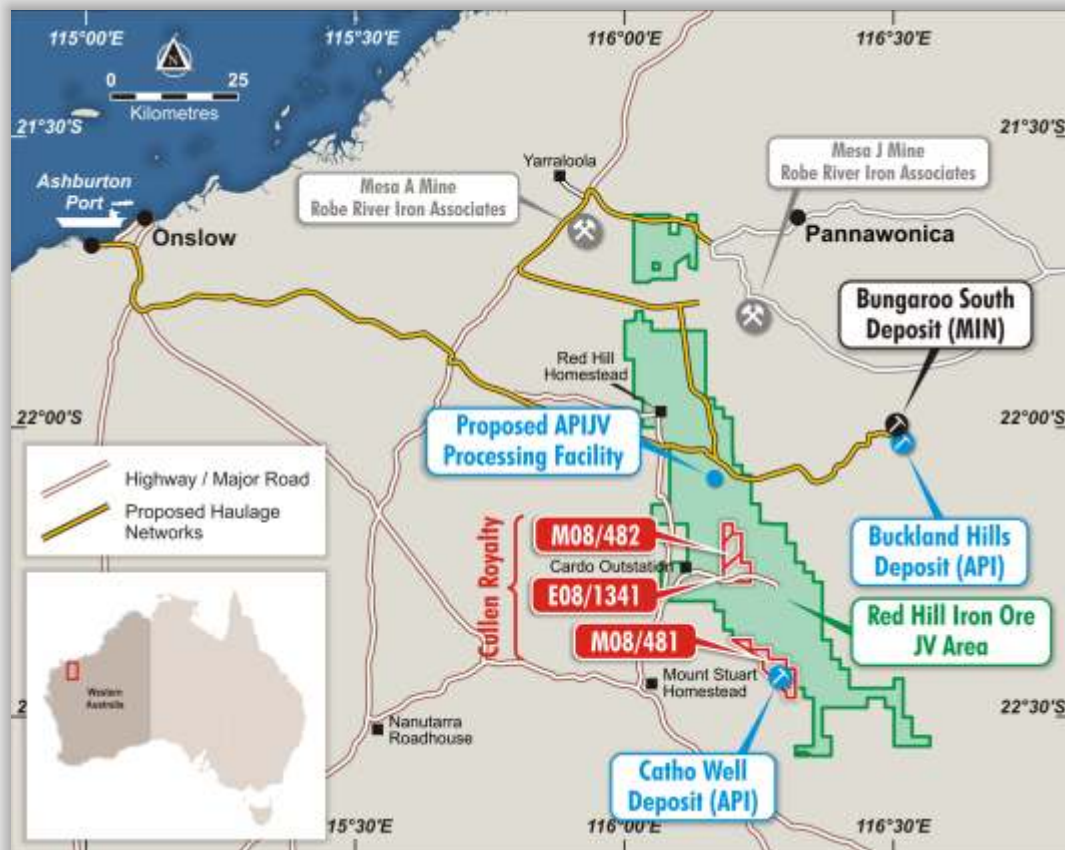 115°00'E
115°30'E
116°00'E
116°30'E
N
0 25
Kilometres
21°30'S
21°30'S
Yarraloola
Mesa J Mine
Robe River Iron Associates
Mesa A Mine
Robe River Iron Associates
Ashburton
Port
Onslow
Pannawonica
Bungaroo South
Deposit (MIN)
Red Hill
Homestead
22°00'S
22°00'S
Proposed APIJV
Processing Facility
Highway / Major Road
Proposed Haulage
Networks
Buckland Hills
Deposit (API)
Cullen Royalty
M08/482
Cardo Outstation
E08/1341
M08/481
Red Hill Iron Ore
JV Area
Mount Stuart
Homestead
Western
Australia
22°30'S
Nanutarra
Roadhouse
Catho Well
Deposit (API)
115°30'E
116°00'E
116°30'E